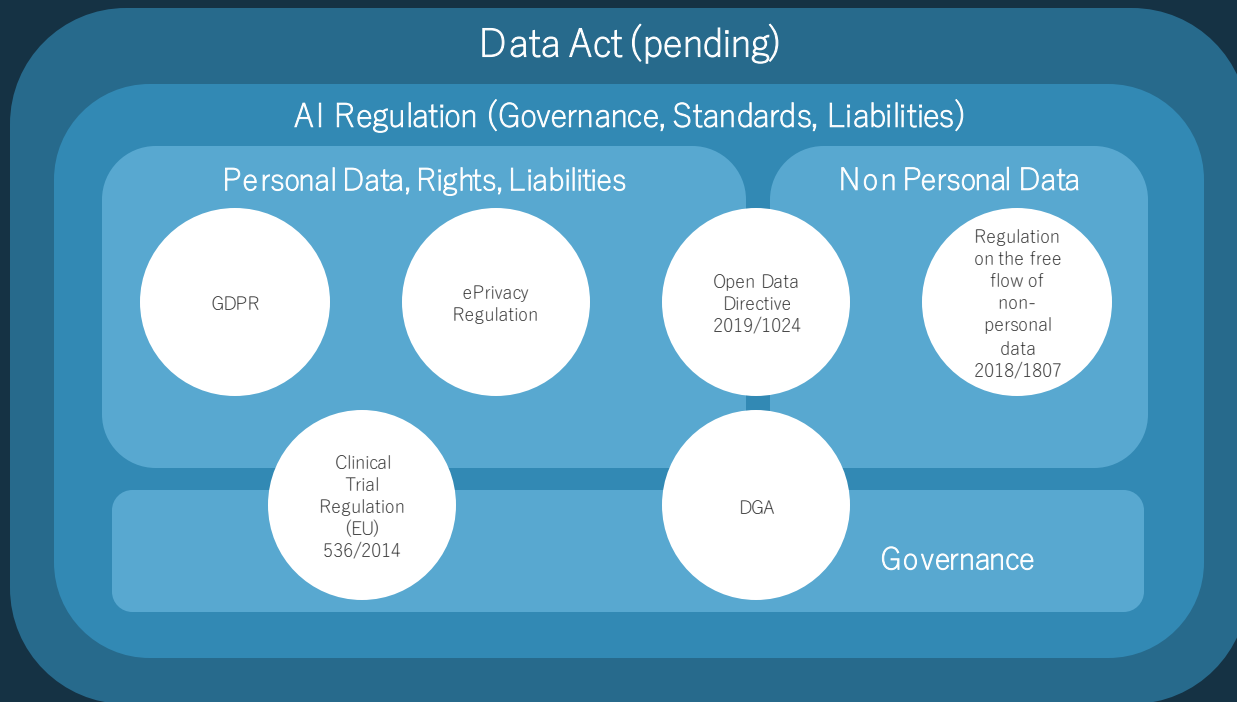 Data Act (pending)
AI Regulation (Governance, Standards, Liabilities)
Personal Data, Rights, Liabilities
Non Personal Data
GDPR
ePrivacy
Regulation
Open Data
Directive
2019/1024
Regulation
on the free
flow of
non-
personal
data
2018/1807
Clinical
Trial
Regulation
(EU)
536/2014
DGA
Governance